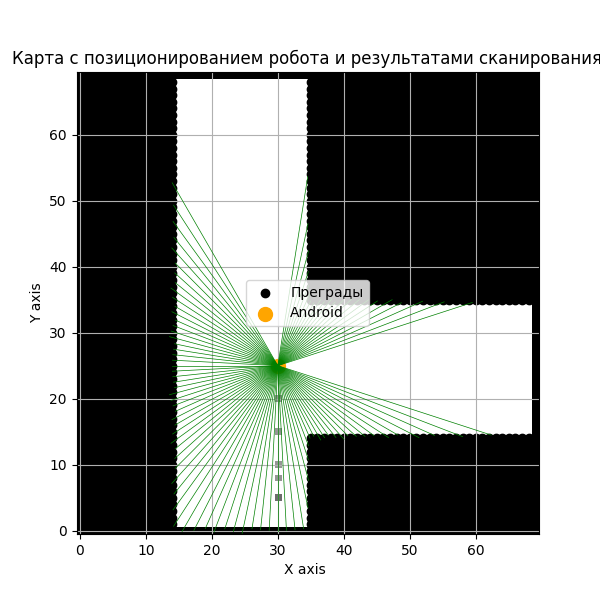 Карта с позиционированием робота и результатами сканирования
60
50
40
30
20
10
0
Y axis
Преграды
Android
0 10 20 30 40 50 60
X axis